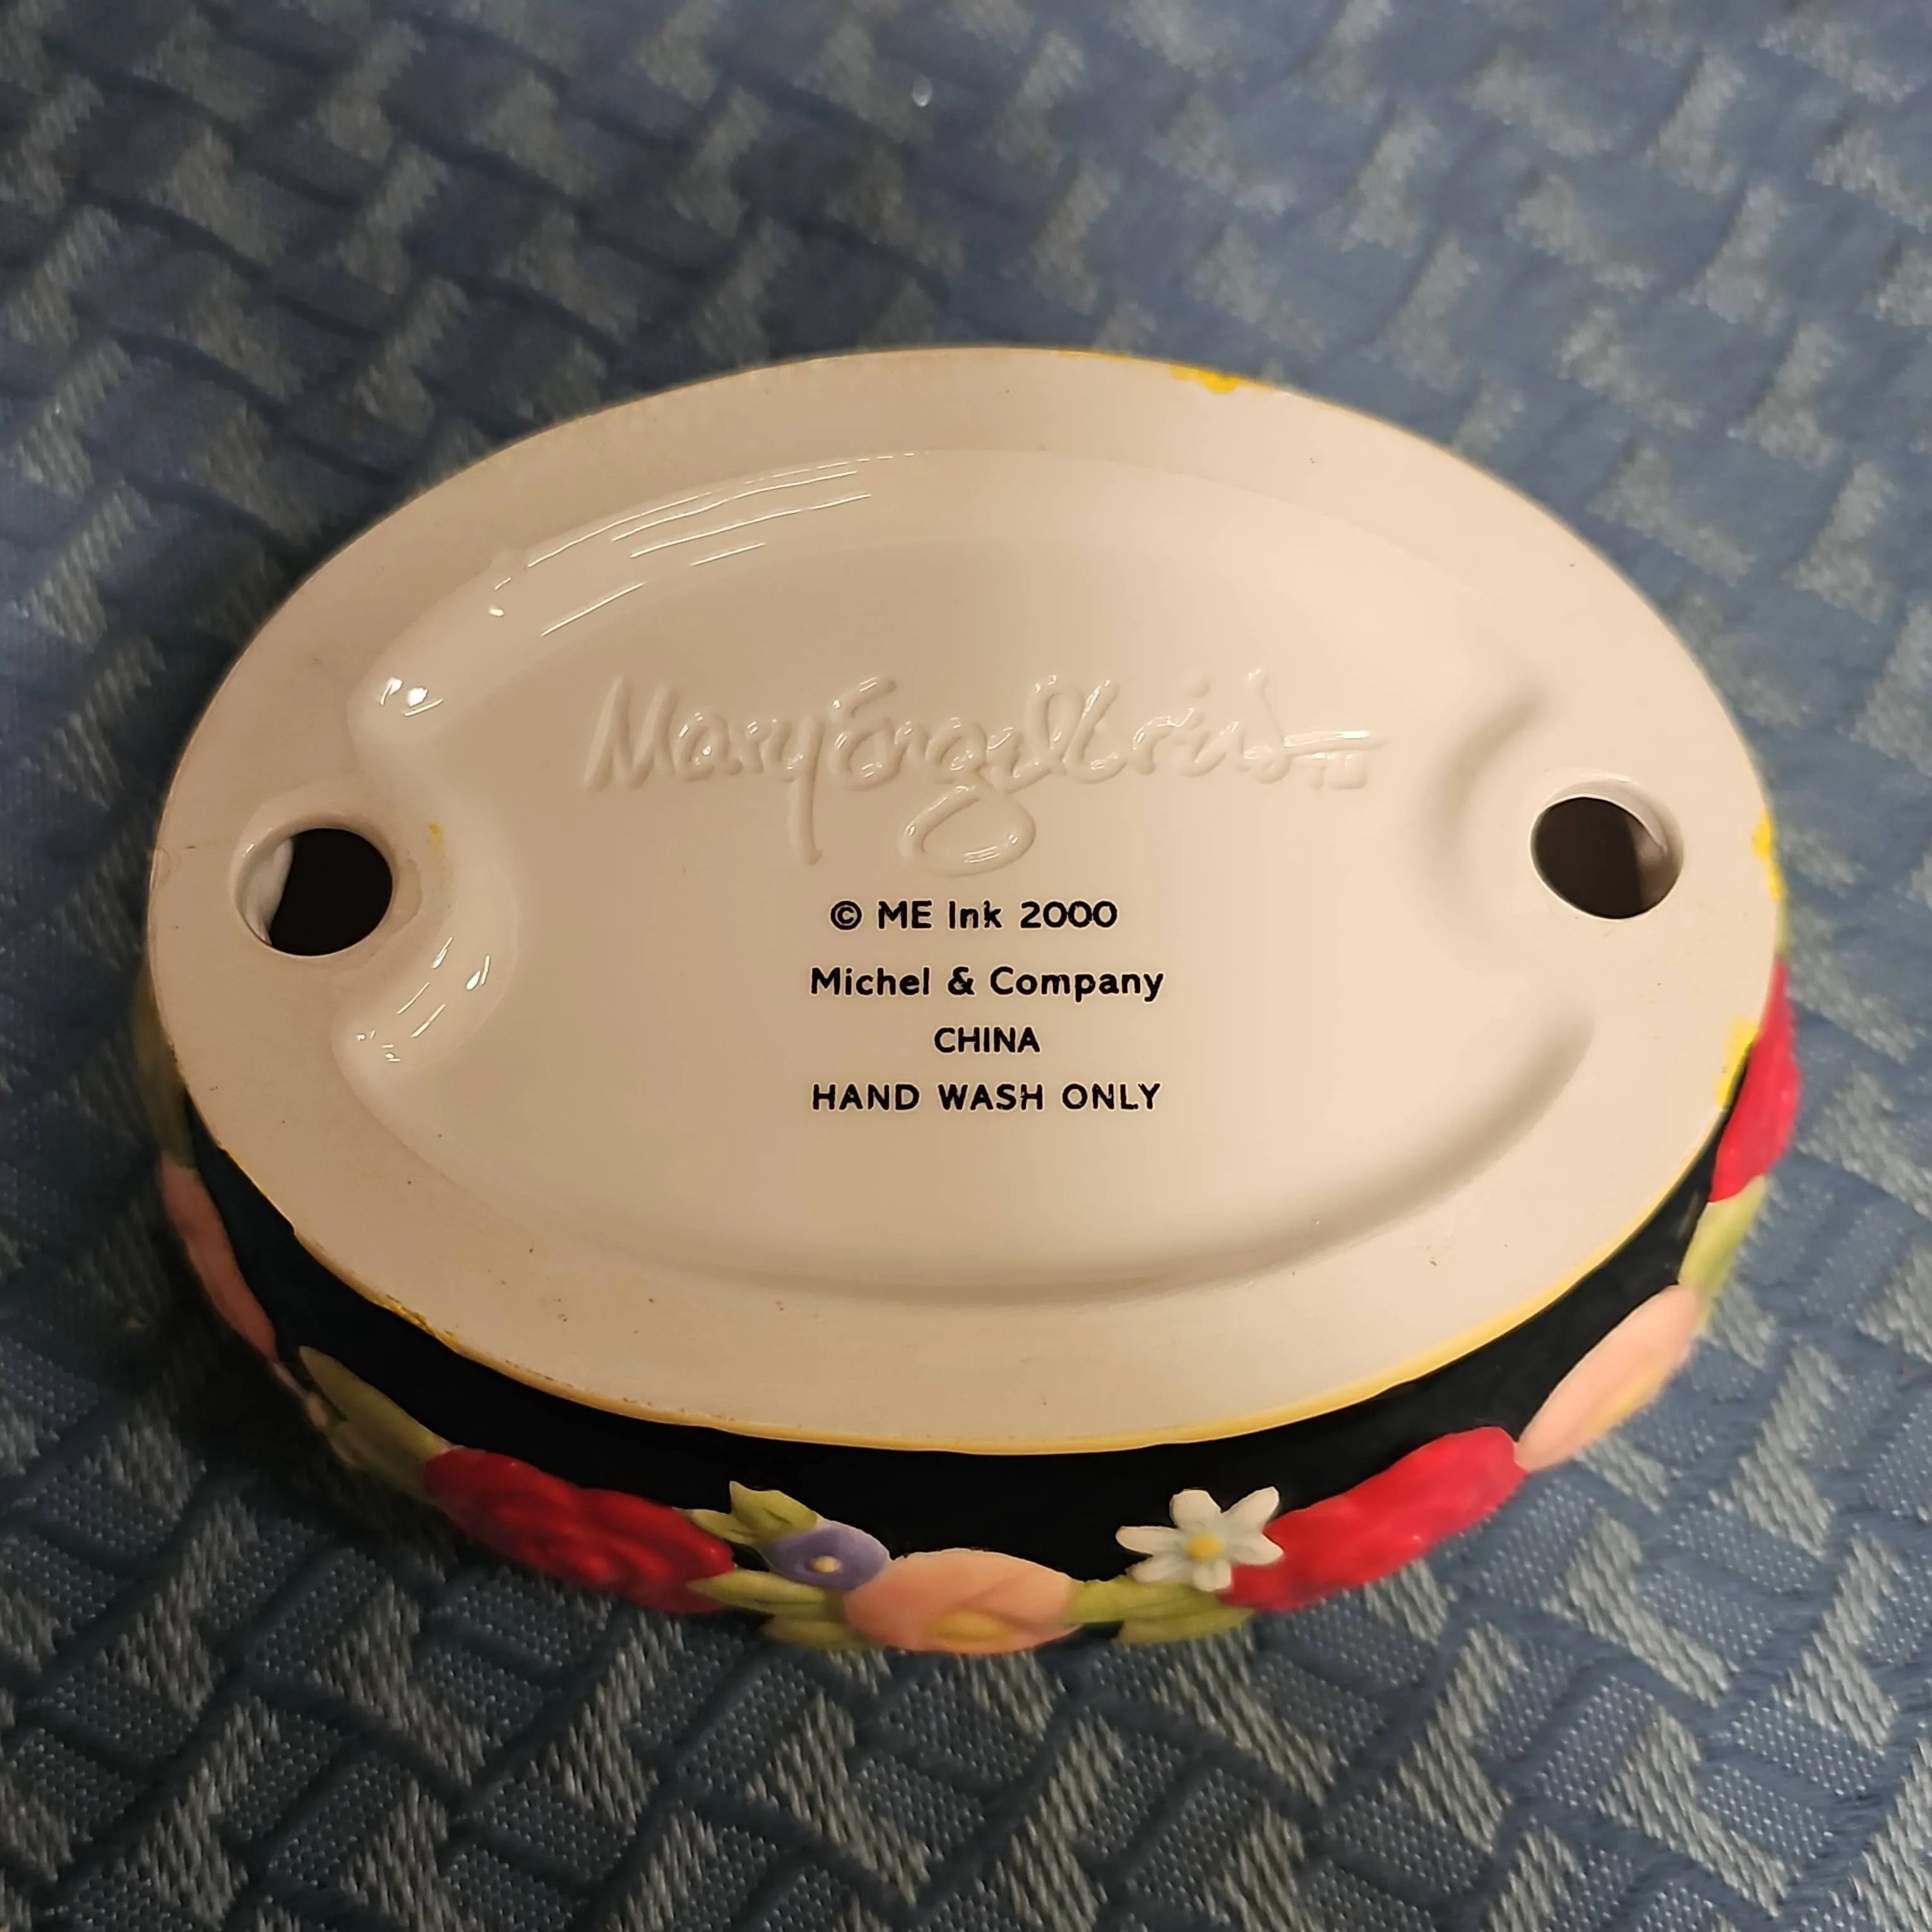 Mary Engelbreit
© ME Ink 2000
Michel & Company
CHINA
HAND WASH ONLY